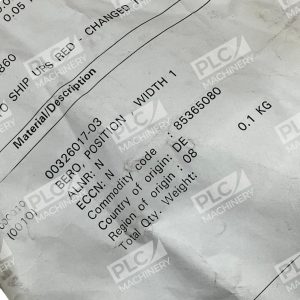 0.05
860
O SHIP UPS RED - CHANGED
Material/Description
00326017-03
BERO, POSITION - WIDTH 1
ALNR: N
ECCN: N
Commodity code : 85365080
Country of origin: DE
Region of origin : 08
Total Qty. Weight: 0.1 KG
PLC
MACHINERY